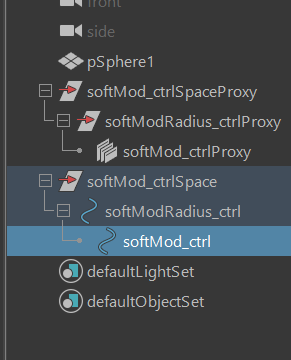 front
side
pSphere1
softMod_ctrlSpaceProxy
softModRadius_ctrlProxy
softMod_ctrlProxy
softMod_ctrlSpace
softModRadius_ctrl
softMod_ctrl
defaultLightSet
defaultObjectSet